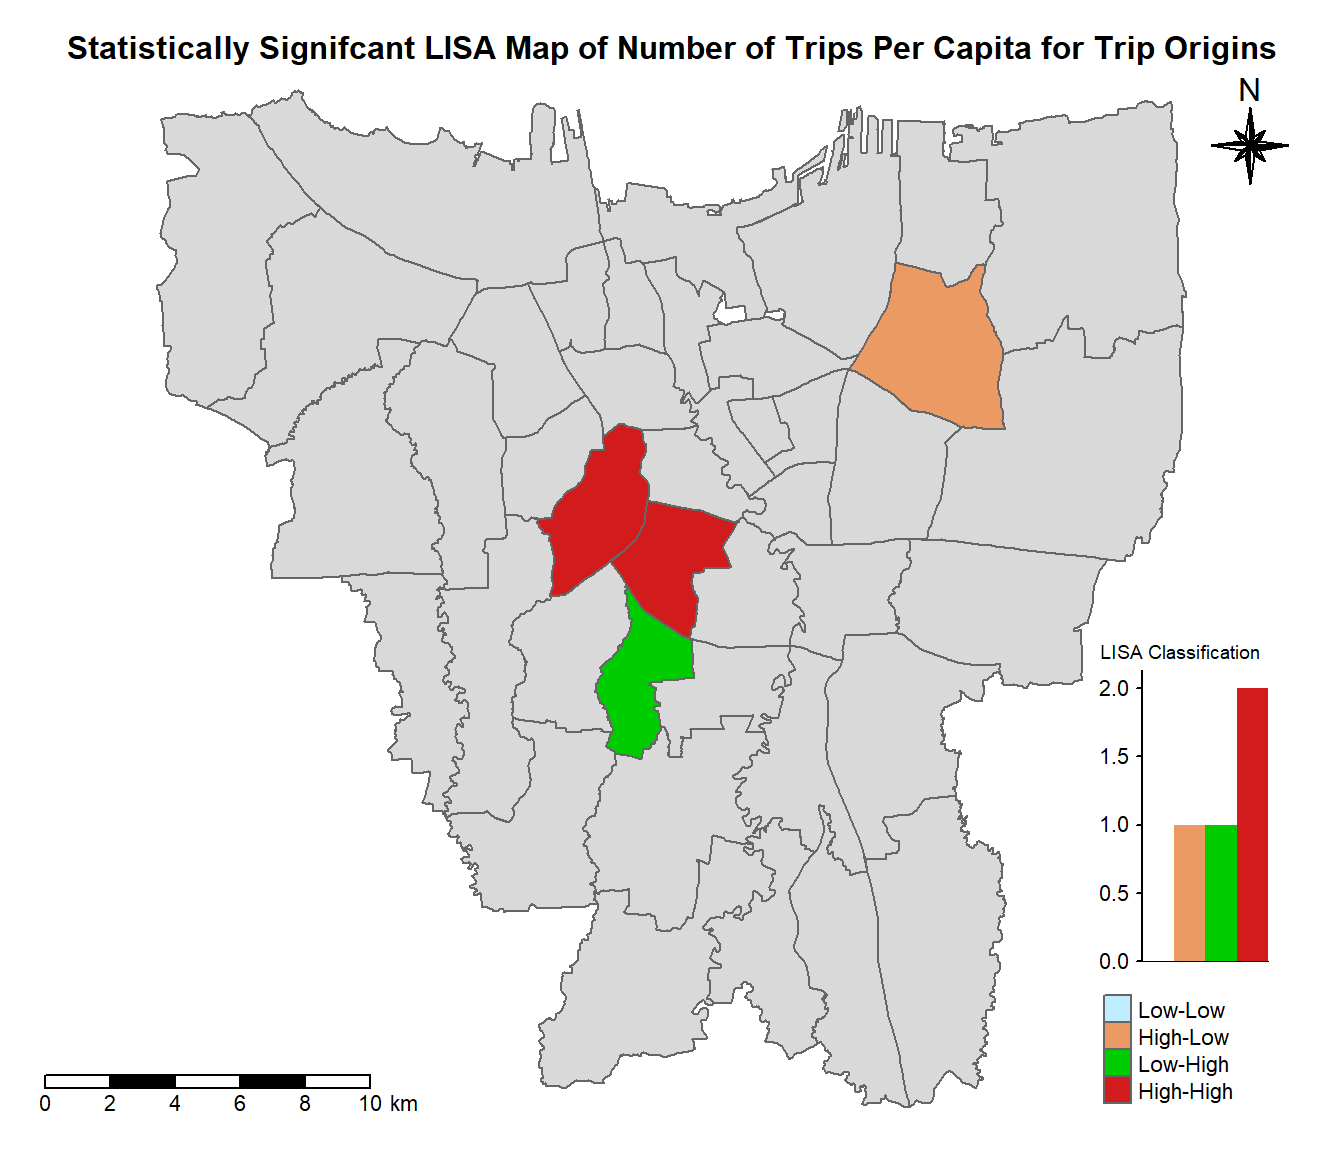 Statistically Signifcant LISA Map of Number of Trips Per Capita for Trip Origins
N
LISA Classification
2.0
1.5
1.0
0.5
0.0
Low-Low
High-Low
Low-High
High-High
0 2 4 6 8 10 km